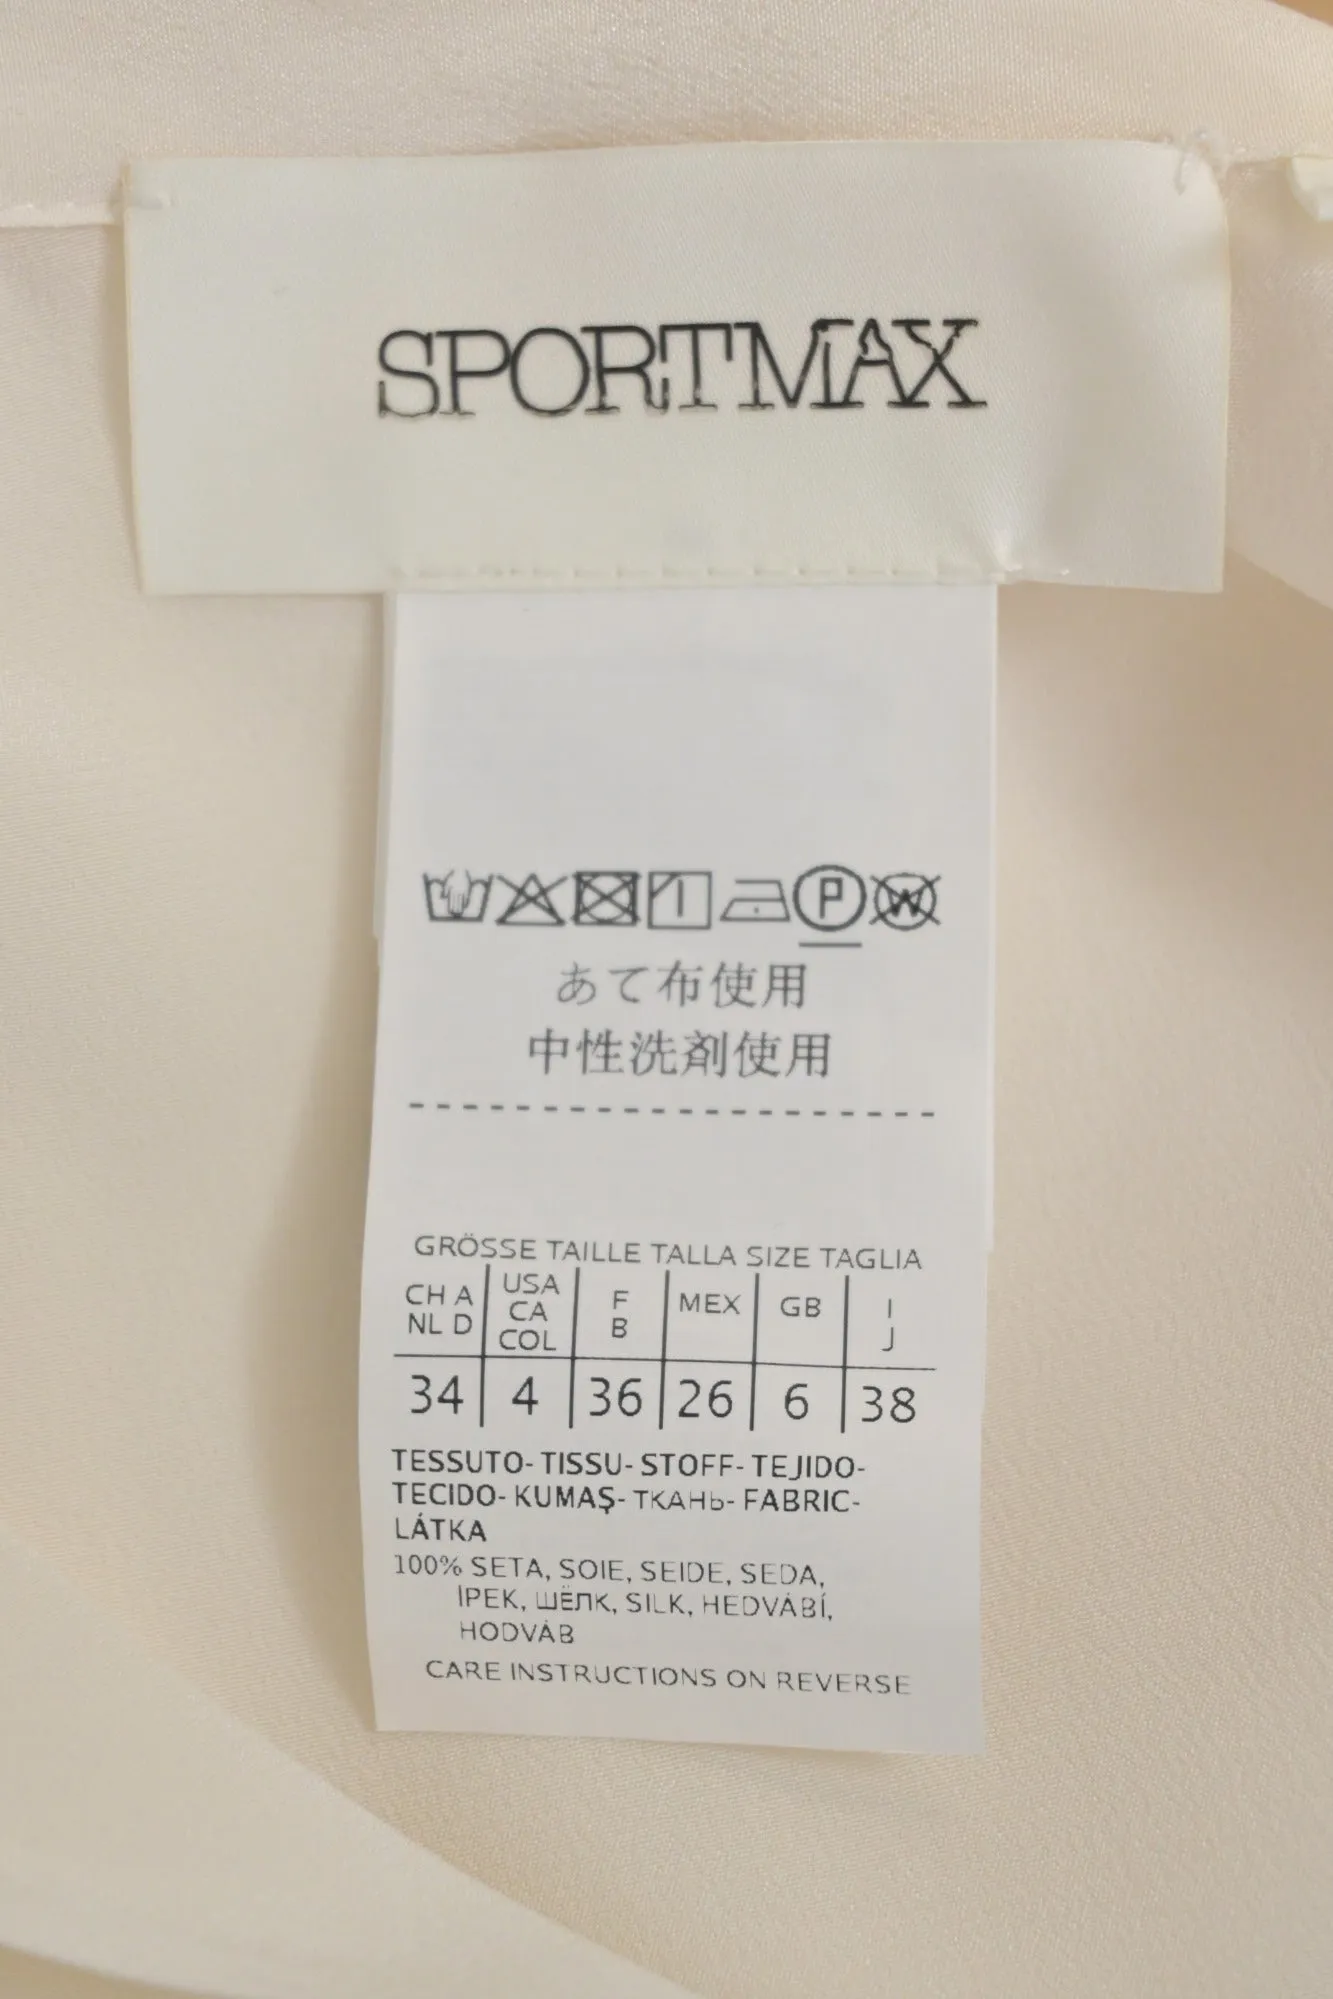 SPORTMAX
P W
あて布使用
中性洗剤使用
GRÖSSE TAILLE TALLA SIZE TAGLIA
CH A NL D | USA CA COL | F B | MEX | GB | I J
34 | 4 | 36 | 26 | 6 | 38
TESSUTO- TISSU- STOFF- TEJIDO-
TECIDO- KUMAŞ- ТКАНЬ- FABRIC-
LÁTKA
100% SETA, SOIE, SEIDE, SEDA,
İPEK, ШЁЛК, SILK, HEDVÁBÍ,
HODVÁB
CARE INSTRUCTIONS ON REVERSE